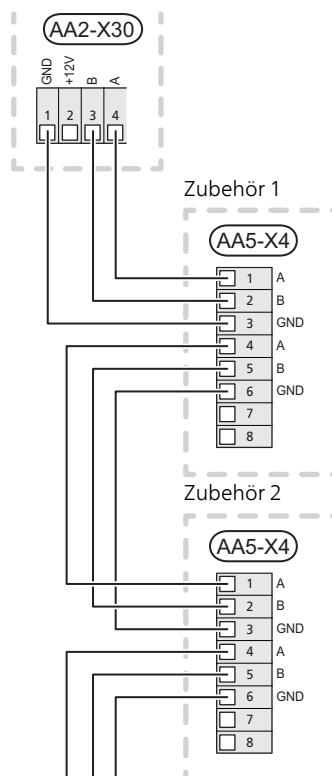 AA2-X30
GND +12V B A
1 2 3 4
Zubehör 1
AA5-X4
1 A
2 B
3 GND
4 A
5 B
6 GND
7
8
Zubehör 2
AA5-X4
1 A
2 B
3 GND
4 A
5 B
6 GND
7
8